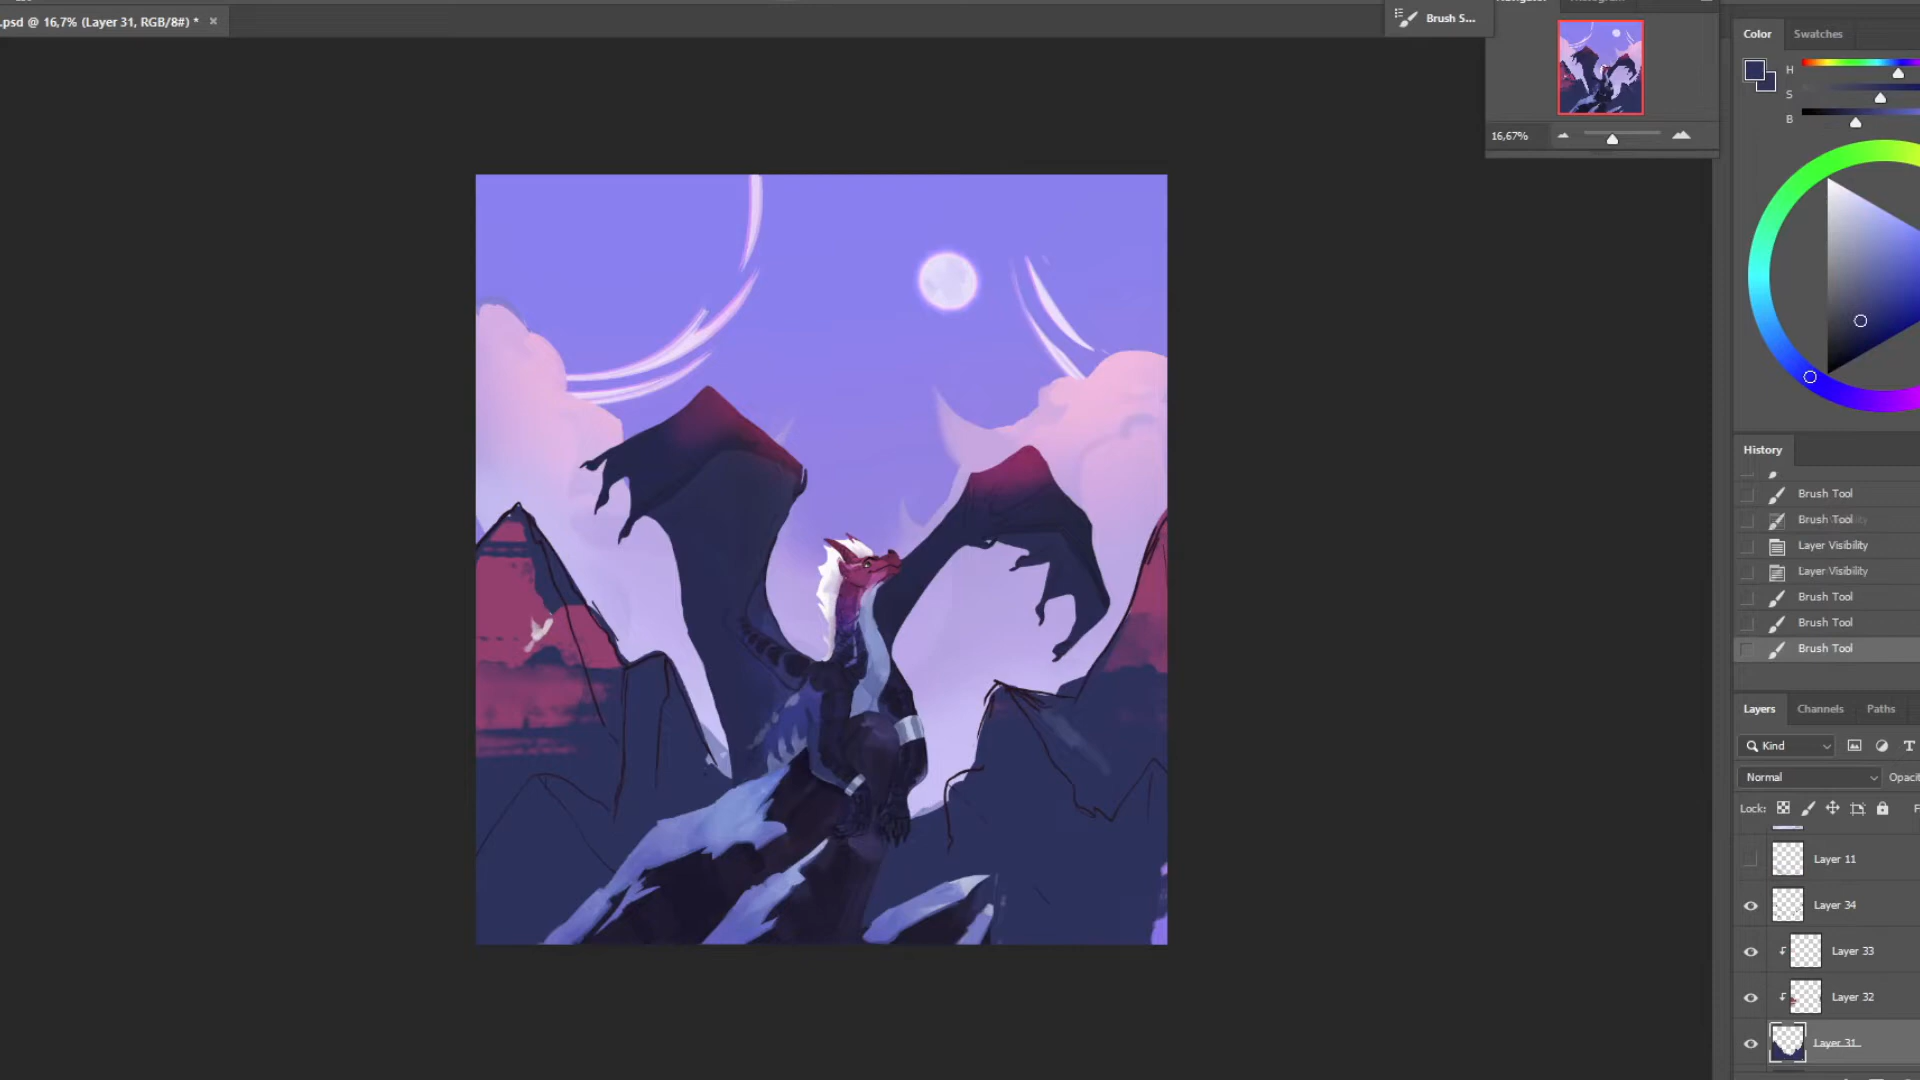 .psd @ 16,7% (Layer 31, RGB/8#) *
Brush S...
16,67%
Color
Swatches
H
S
B
History
Brush Tool
Brush Tool
Layer Visibility
Layer Visibility
Brush Tool
Brush Tool
Brush Tool
Layers
Channels
Paths
Kind
T
Normal
Opacit
Lock:
F
Layer 11
Layer 34
Layer 33
Layer 32
Layer 31